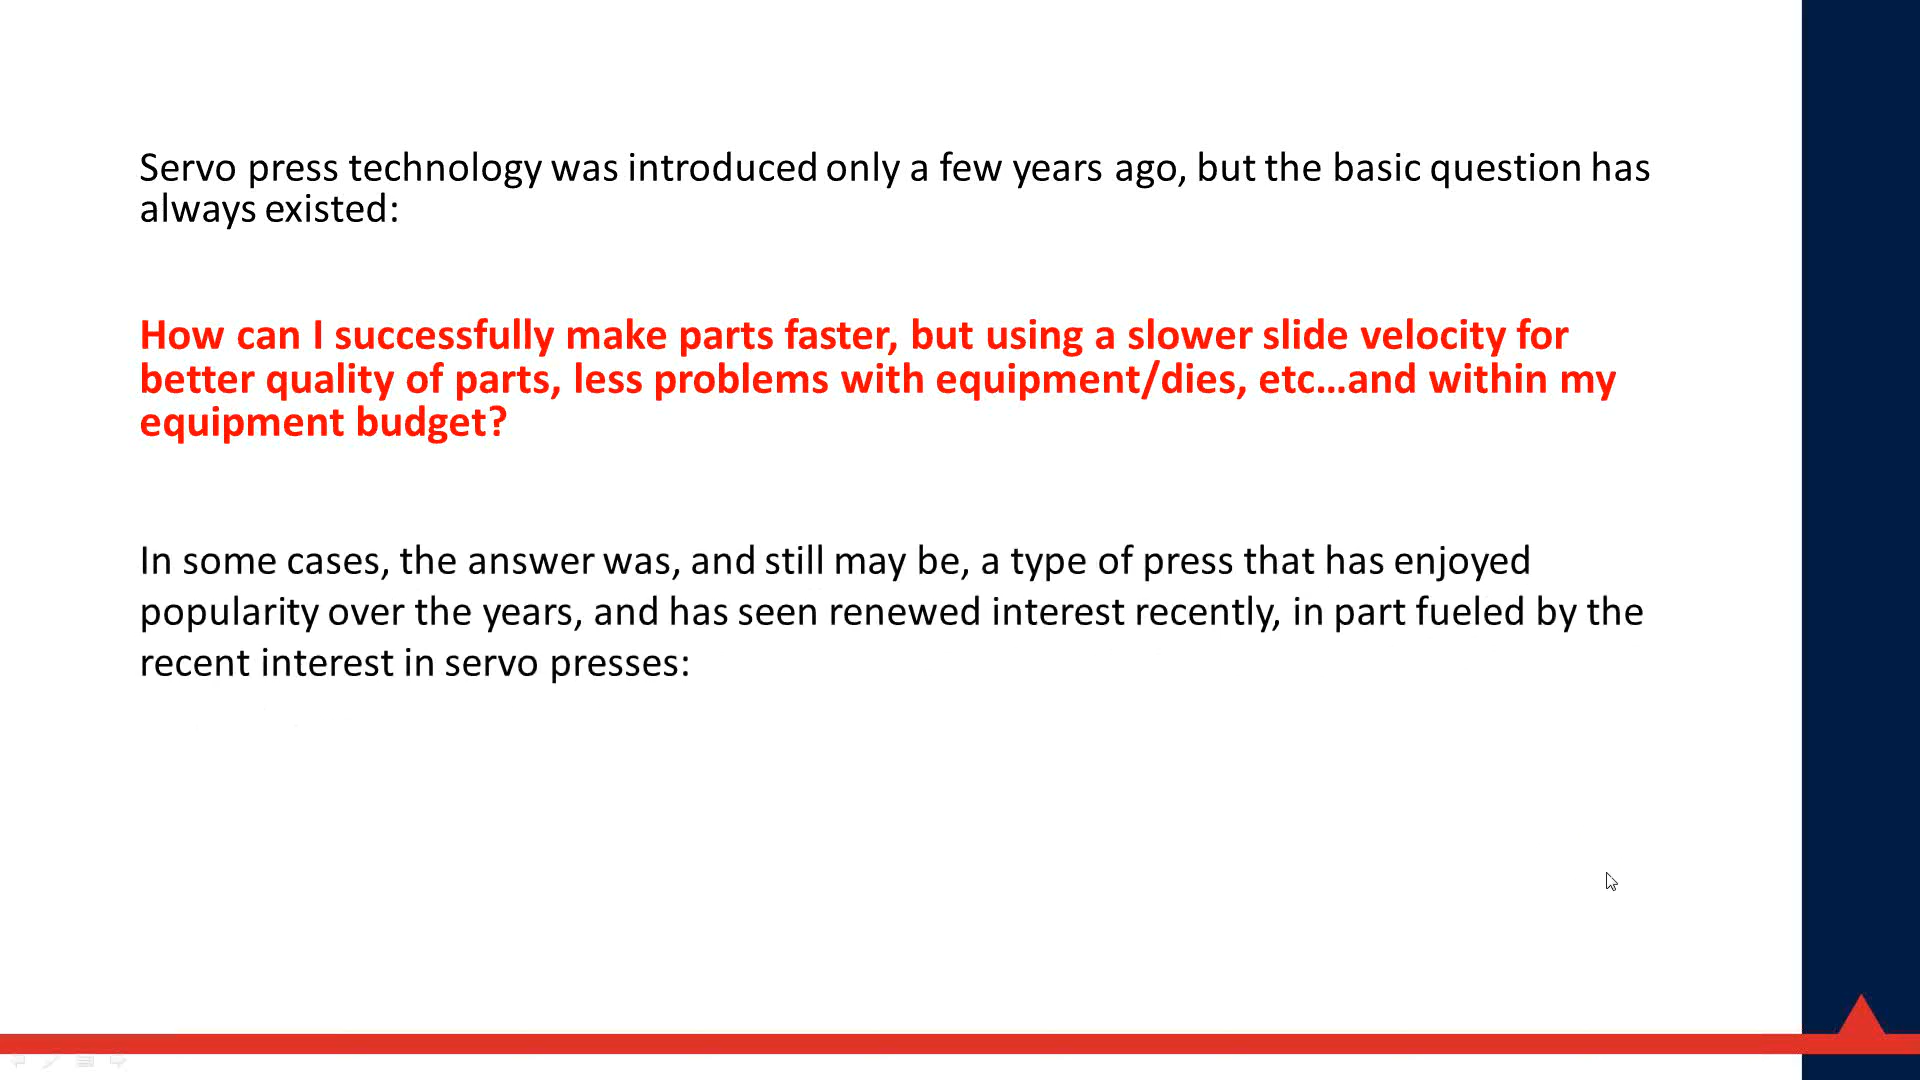 Servo press technology was introduced only a few years ago, but the basic question has
always existed:
How can I successfully make parts faster, but using a slower slide velocity for
better quality of parts, less problems with equipment/dies, etc…and within my
equipment budget?
In some cases, the answer was, and still may be, a type of press that has enjoyed
popularity over the years, and has seen renewed interest recently, in part fueled by the
recent interest in servo presses: